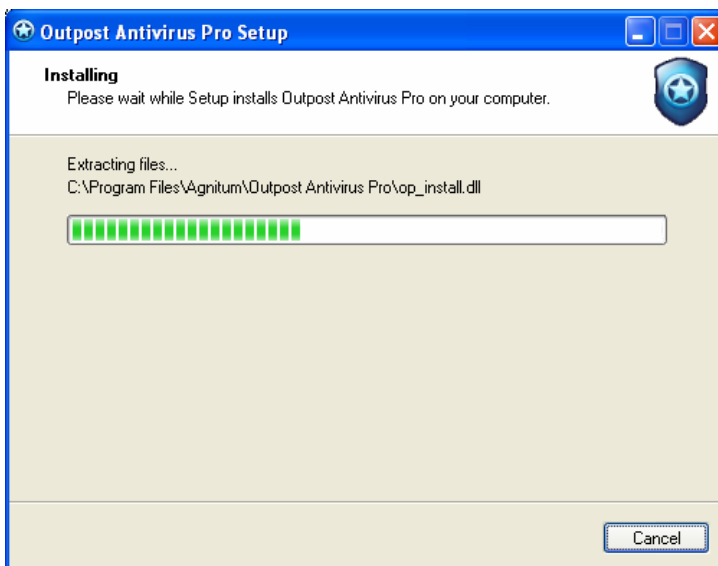 Outpost Antivirus Pro Setup
Installing
Please wait while Setup installs Outpost Antivirus Pro on your computer.
Extracting files...
C:\Program Files\Agnitum\Outpost Antivirus Pro\op_install.dll
Cancel